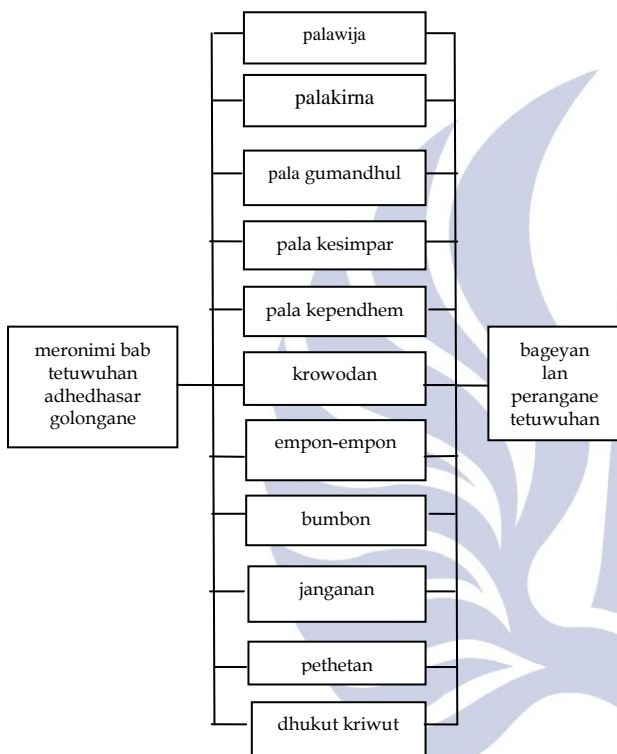 palawija
palakirna
pala gumandhul
pala kesimpar
pala kependhem
meronimi bab
tetuwuhan
adhedhasar
golongane
krowodan
bageyan
lan
perangane
tetuwuhan
empon-empon
bumbon
janganan
pethetan
dhukut kriwut